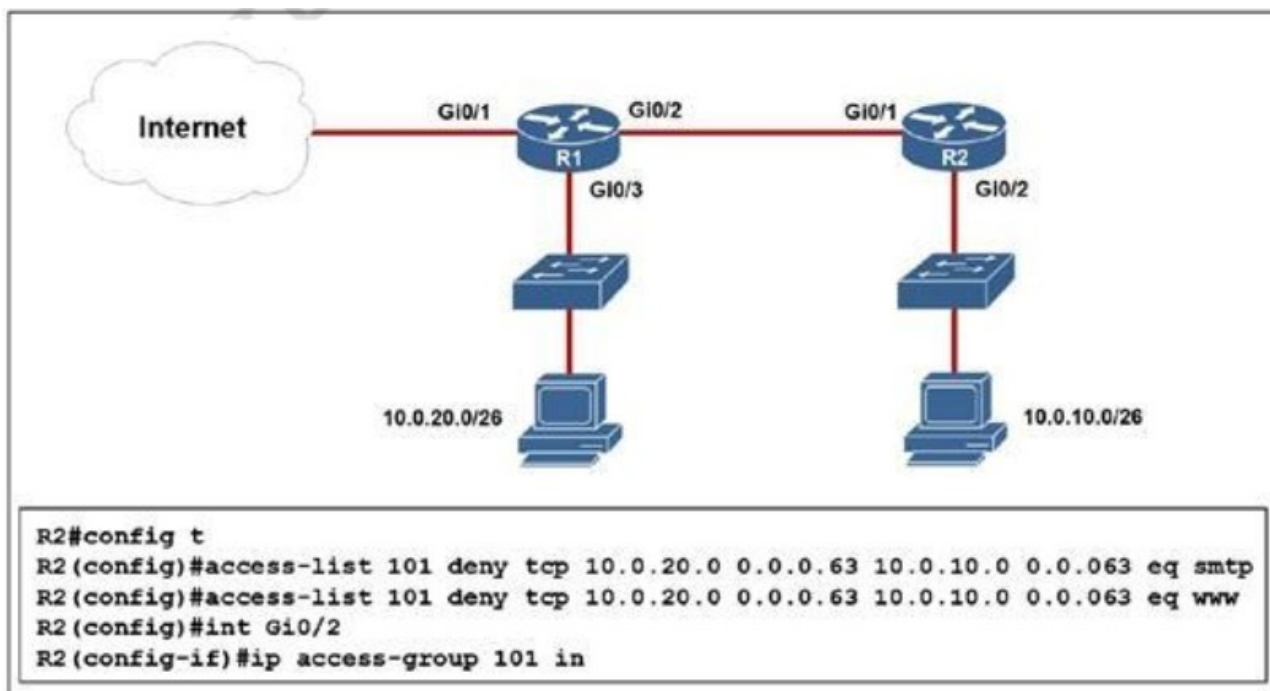 Internet
Gi0/1
Gi0/2
Gi0/1
R1
R2
Gi0/3
Gi0/2
10.0.20.0/26
10.0.10.0/26
R2#config t
R2(config)#access-list 101 deny tcp 10.0.20.0 0.0.0.63 10.0.10.0 0.0.063 eq smtp
R2(config)#access-list 101 deny tcp 10.0.20.0 0.0.0.63 10.0.10.0 0.0.063 eq www
R2(config)#int Gi0/2
R2(config-if)#ip access-group 101 in